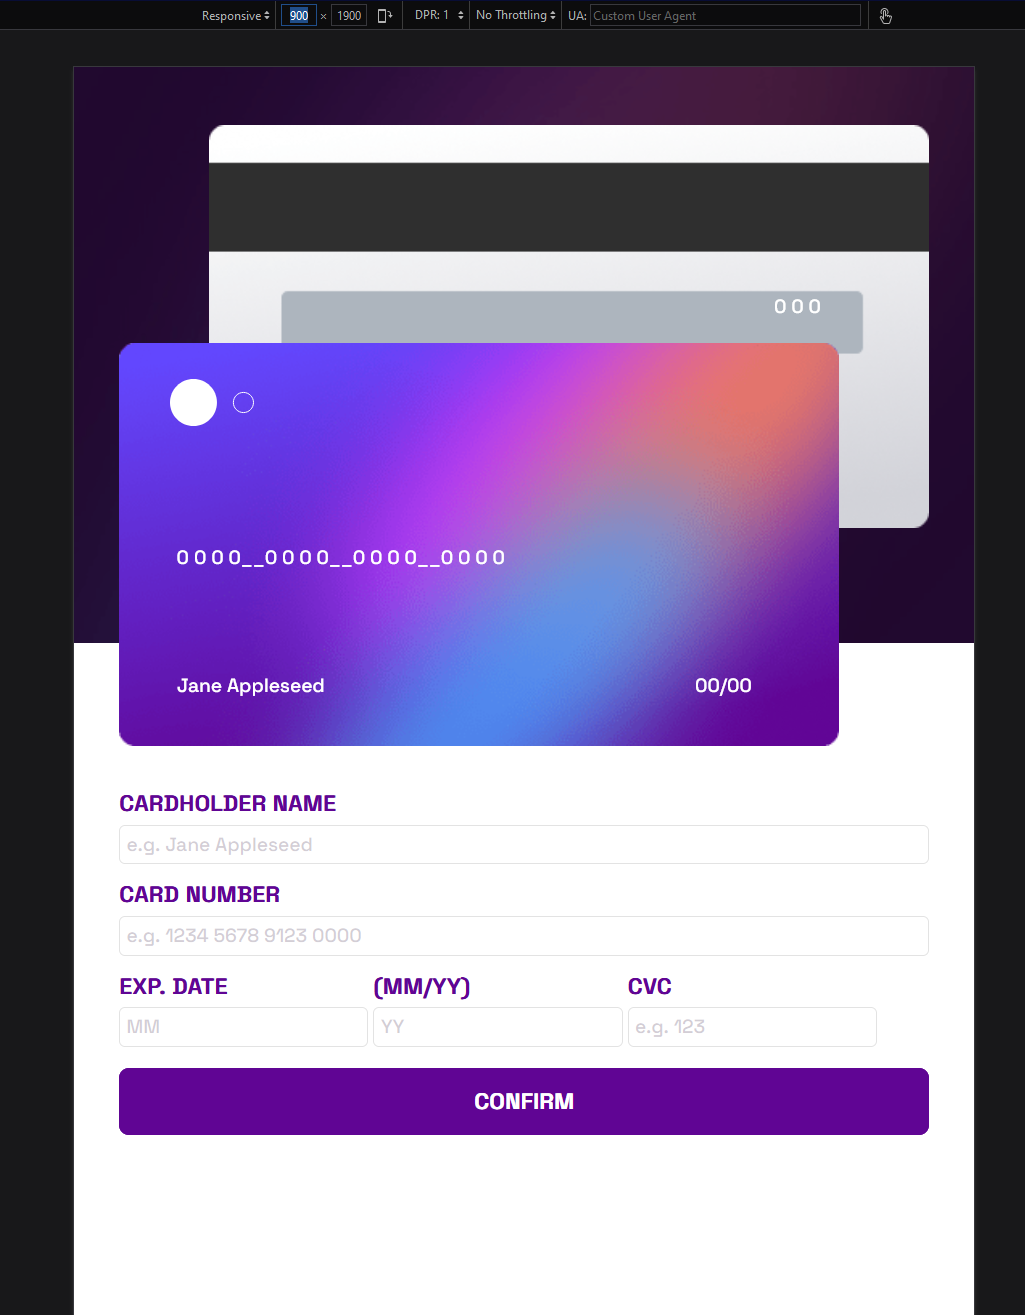 Responsive 900 × 1900 DPR: 1 No Throttling UA: Custom User Agent
000
0000__0000__0000__0000
Jane Appleseed 00/00
CARDHOLDER NAME
e.g. Jane Appleseed
CARD NUMBER
e.g. 1234 5678 9123 0000
EXP. DATE (MM/YY) CVC
MM YY e.g. 123
CONFIRM